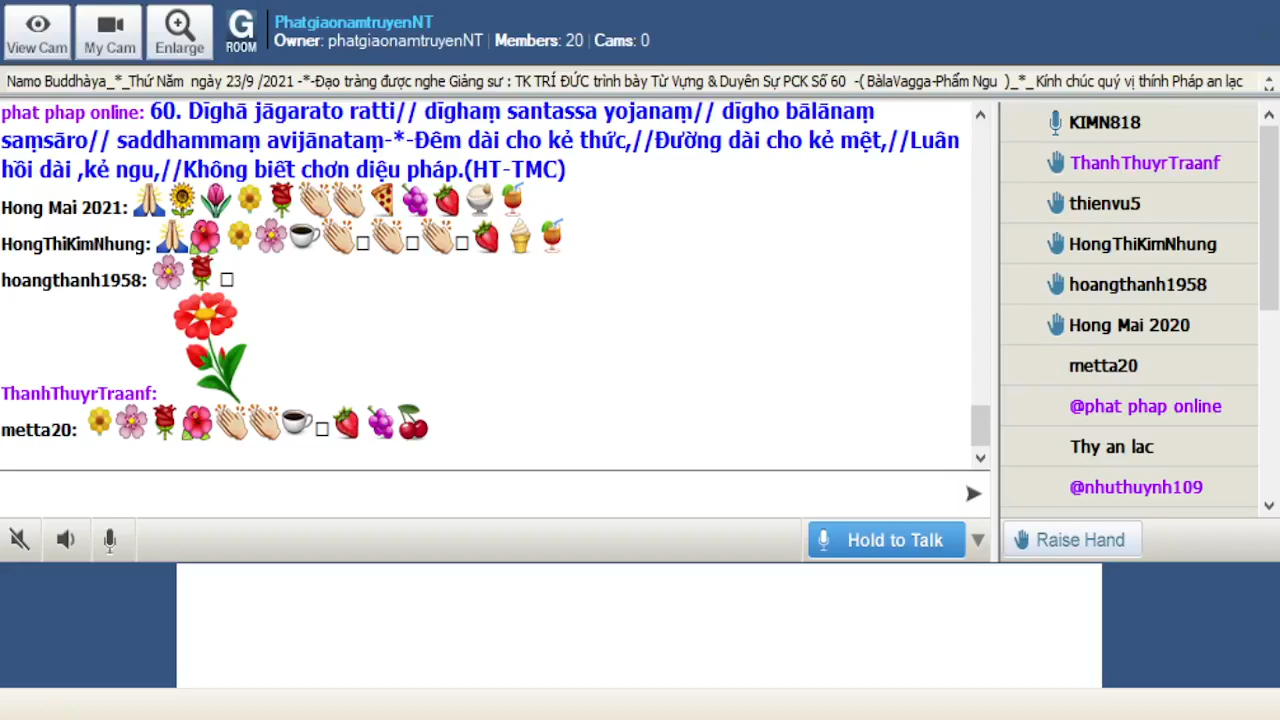 View Cam
My Cam
Enlarge
G
ROOM
PhatgiaonamtruyenNT
Owner: phatgiaonamtruyenNT | Members: 20 | Cams: 0
Namo Buddhàya_*_Thứ Năm ngày 23/9 /2021 -*-Đạo tràng được nghe Giảng sư : TK TRÍ ĐỨC trình bày Từ Vựng & Duyên Sự PCK Số 60 -( BàlaVagga-Phẩm Ngu )_*_ Kính chúc quý vị thính Pháp an lạc
phat phap online: 60. Dīghā jāgarato ratti// dīghaṃ santassa yojanaṃ// dīgho bālānaṃ
saṃsāro// saddhammaṃ avijānataṃ-*-Đêm dài cho kẻ thức,//Đường dài cho kẻ mệt,//Luân
hồi dài ,kẻ ngu,//Không biết chơn diệu pháp.(HT-TMC)
Hong Mai 2021:
HongThiKimNhung:
hoangthanh1958:
ThanhThuyrTraanf:
metta20:
KIMN818
ThanhThuyrTraanf
thienvu5
HongThiKimNhung
hoangthanh1958
Hong Mai 2020
metta20
@phat phap online
Thy an lac
@nhuthuynh109
Hold to Talk
Raise Hand